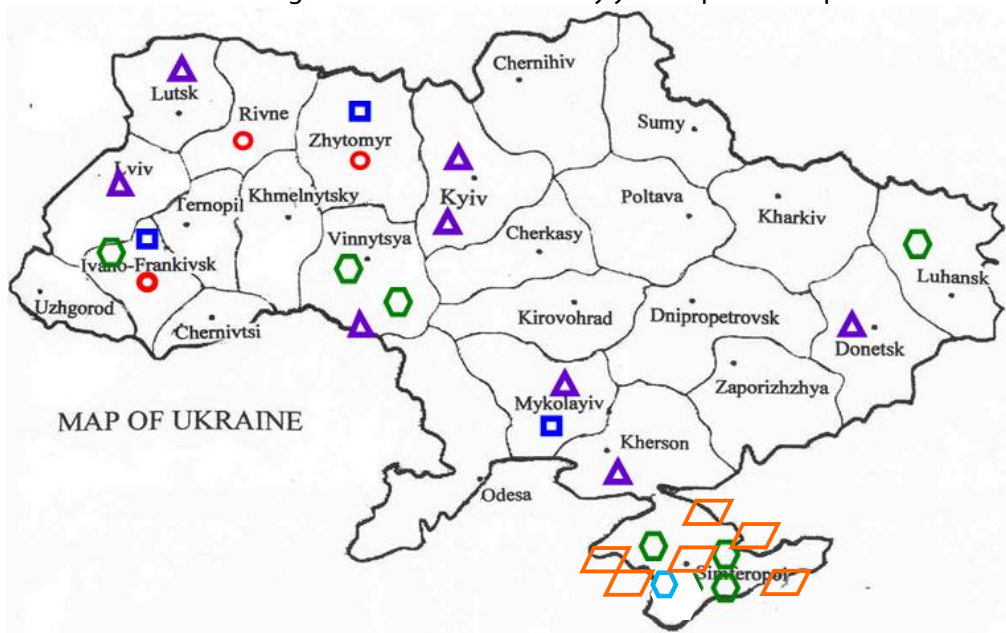 Chernihiv
Lutsk
Rivne
Sumy
Zhytomyr
Lviv
Kyiv
Khmelnytsky
Poltava
Ternopil
Kharkiv
Vinnytsya
Cherkasy
Ivano-Frankivsk
Luhansk
Uzhgorod
Kirovohrad
Dnipropetrovsk
Chernivtsi
Donetsk
Zaporizhzhya
Mykolayiv
MAP OF UKRAINE
Kherson
Odesa
Simferopol